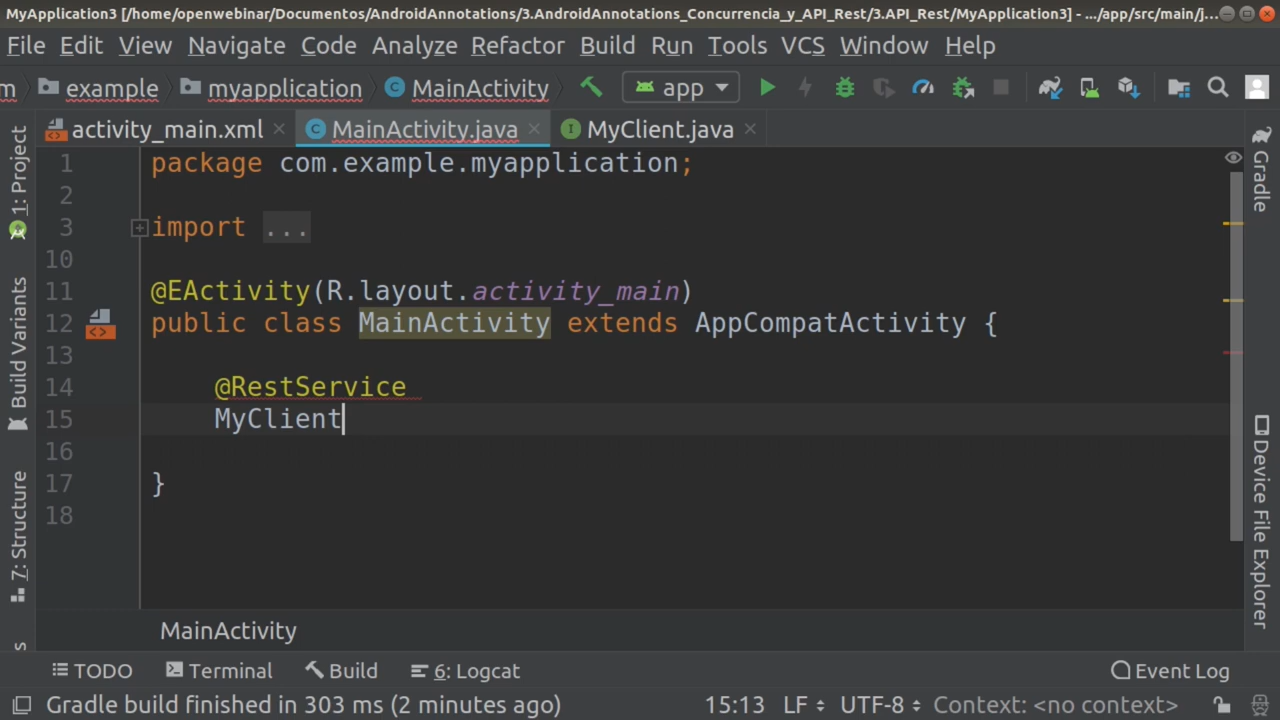 MyApplication3 [/home/openwebinar/Documentos/AndroidAnnotations/3.AndroidAnnotations_Concurrencia_y_API_Rest/3.API_Rest/MyApplication3] - .../app/src/main/j...
File Edit View Navigate Code Analyze Refactor Build Run Tools VCS Window Help
m example myapplication MainActivity app
activity_main.xml MainActivity.java MyClient.java
1: Project
Build Variants
7: Structure
s
1 package com.example.myapplication;
2
3 import ...
10
11 @EActivity(R.layout.activity_main)
12 public class MainActivity extends AppCompatActivity {
13
14 @RestService
15 MyClient
16
17 }
18
Gradle
Device File Explorer
MainActivity
TODO Terminal Build 6: Logcat Event Log
Gradle build finished in 303 ms (2 minutes ago) 15:13 LF UTF-8 Context: <no context>